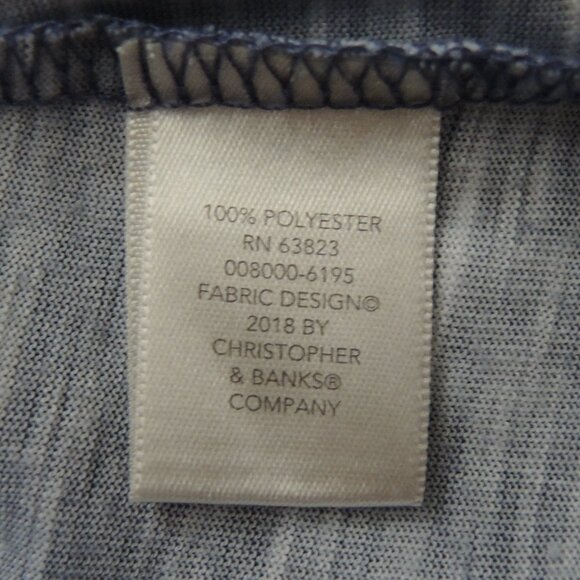 100% POLYESTER
RN 63823
008000-6195
FABRIC DESIGN©
2018 BY
CHRISTOPHER
& BANKS®
COMPANY